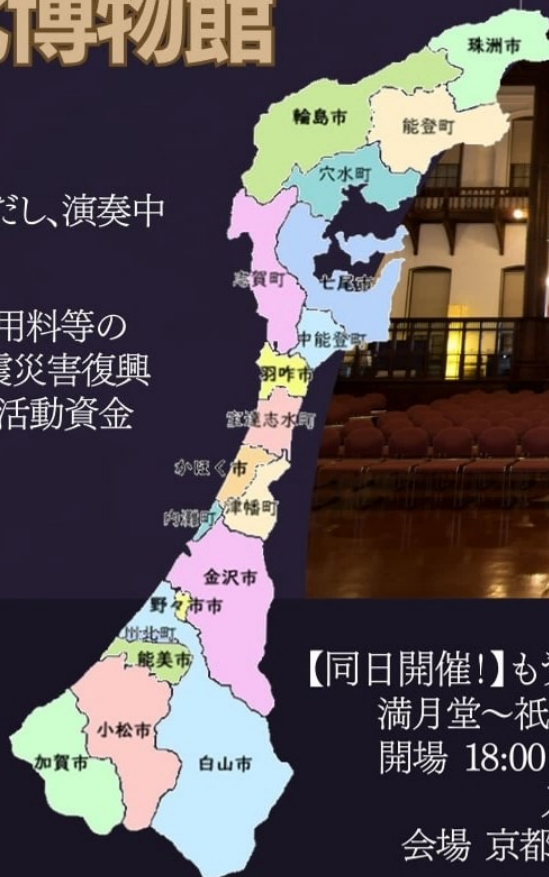 博物館
珠洲市
輪島市
能登町
穴水町
だし、演奏中
志賀町
七尾市
用料等の
中能登町
震災害復興
羽咋市
活動資金
宝達志水町
かほく市
津幡町
内灘町
金沢市
野々市市
川北町
能美市
【同日開催!】も
満月堂～祇
小松市
開場 18:00
加賀市
白山市
会場 京都